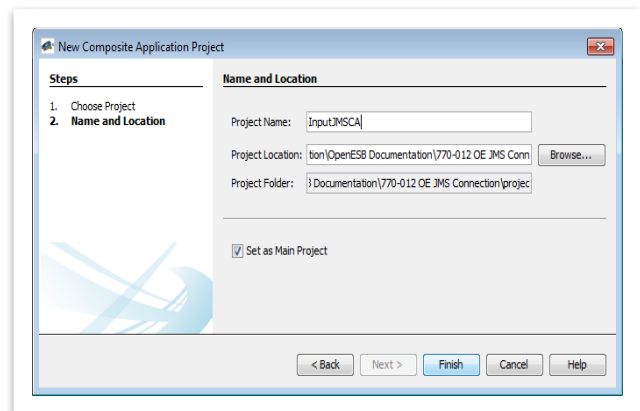 New Composite Application Project
Steps
1. Choose Project
2. Name and Location
Name and Location
Project Name: InputJMSCA
Project Location: tion\OpenESB Documentation\770-012 OE JMS Conn Browse...
Project Folder: 3 Documentation\770-012 OE JMS Connection\projec
Set as Main Project
< Back Next > Finish Cancel Help